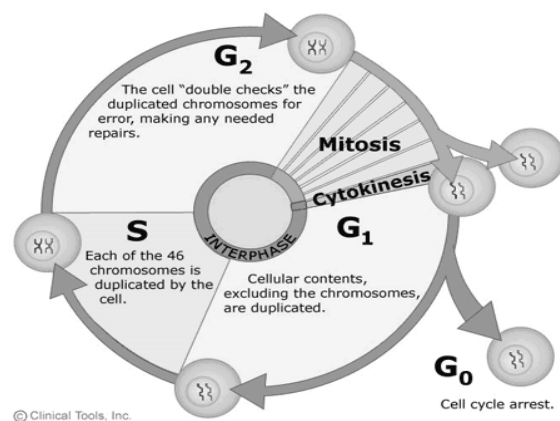 G2
The cell “double checks” the
duplicated chromosomes for
error, making any needed
repairs.
Mitosis
Cytokinesis
INTERPHASE
S
Each of the 46
chromosomes is
duplicated by the
cell.
G1
Cellular contents,
excluding the chromosomes,
are duplicated.
G0
Cell cycle arrest.
© Clinical Tools, Inc.